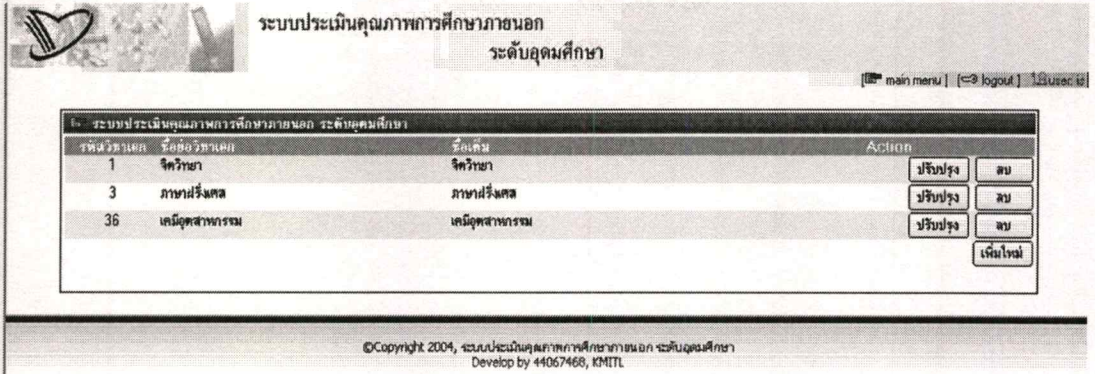 ระบบประเมินคุณภาพการศึกษาภายนอก
ระดับอุดมศึกษา
[main menu] [logout]
ระบบประเมินคุณภาพการศึกษาภายนอก ระดับอุดมศึกษา
รหัสวิชาเอก ชื่อย่อวิชาเอก ชื่อเต็ม Action
1 จิตวิทยา จิตวิทยา ปรับปรุง ลบ
3 ภาษาฝรั่งเศส ภาษาฝรั่งเศส ปรับปรุง ลบ
36 เคมีอุตสาหกรรม เคมีอุตสาหกรรม ปรับปรุง ลบ
เพิ่มใหม่
©Copyright 2004, ระบบประเมินคุณภาพการศึกษาภายนอก ระดับอุดมศึกษา
Develop by 44067468, KMITL